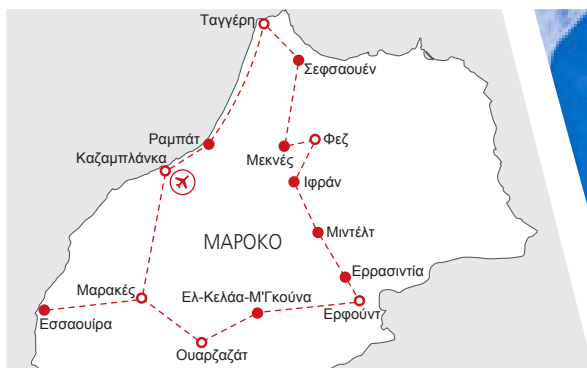 Ταγγέρη
Σεφσαουέν
Ραμπάτ
Φεζ
Καζαμπλάνκα
Μεκνές
Ιφράν
Μιντέλτ
ΜΑΡΟΚΟ
Ερρασιντία
Μαρακές
Ελ-Κελάα-Μ'Γκούνα
Ερφούντ
Εσσαουίρα
Ουαρζαζάτ